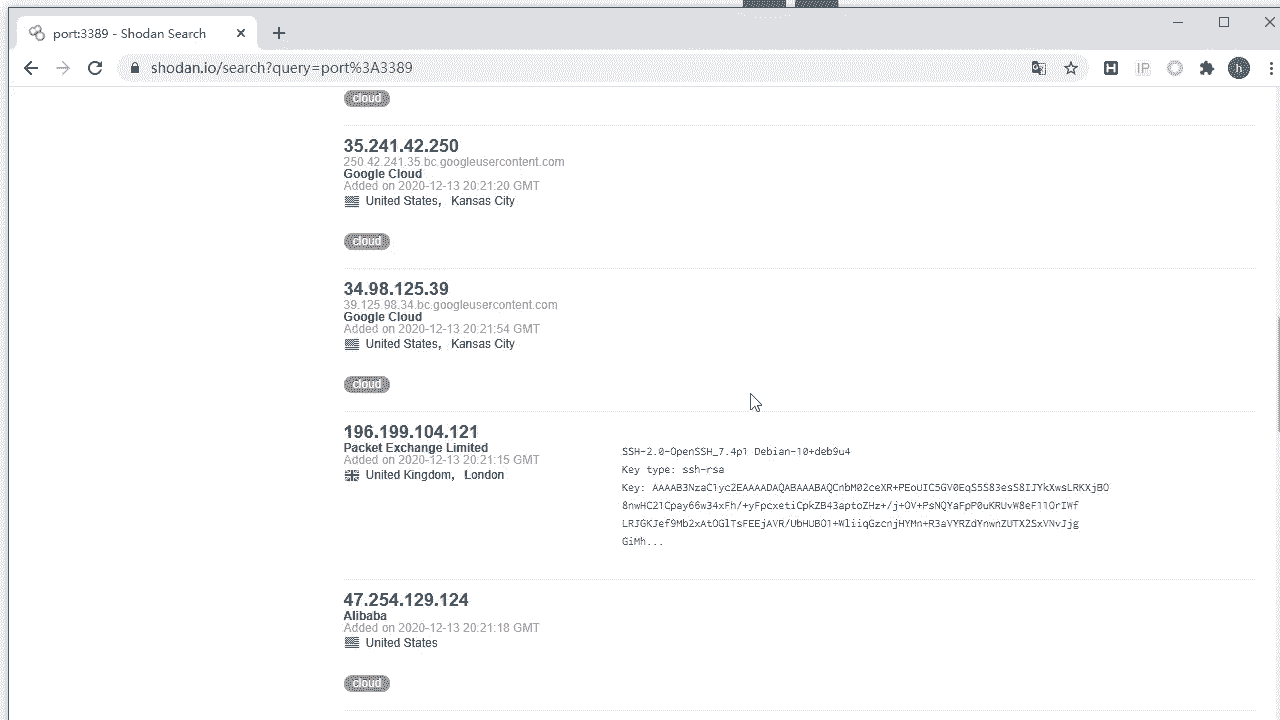 port:3389 - Shodan Search
shodan.io/search?query=port%3A3389
IP
h
cloud
35.241.42.250
250.42.241.35.bc.googleusercontent.com
Google Cloud
Added on 2020-12-13 20:21:20 GMT
United States, Kansas City
cloud
34.98.125.39
39.125.98.34.bc.googleusercontent.com
Google Cloud
Added on 2020-12-13 20:21:54 GMT
United States, Kansas City
cloud
196.199.104.121
Packet Exchange Limited
Added on 2020-12-13 20:21:15 GMT
United Kingdom, London
SSH-2.0-OpenSSH_7.4p1 Debian-10+deb9u4
Key type: ssh-rsa
Key: AAAAB3NzaC1yc2EAAAADAQABAAABAQCnbM02ceXR+PEoUIC5GV0EqS5S83esS8IJYkXwsLRKXjBO
8nwHC21Cpay66w34xFh/+yFpcxetiCpkZB43aptoZHz+/j+OV+PsNQYaFpP0uKRUvW8eF11OrIWf
LRJGKJef9Mb2xAtOGlTsFEEjAVR/UbHUBO1+WliiqGzcnjHYMn+R3aVYRZdYnwnZUTX2SxVNvJjg
GiMh...
47.254.129.124
Alibaba
Added on 2020-12-13 20:21:18 GMT
United States
cloud